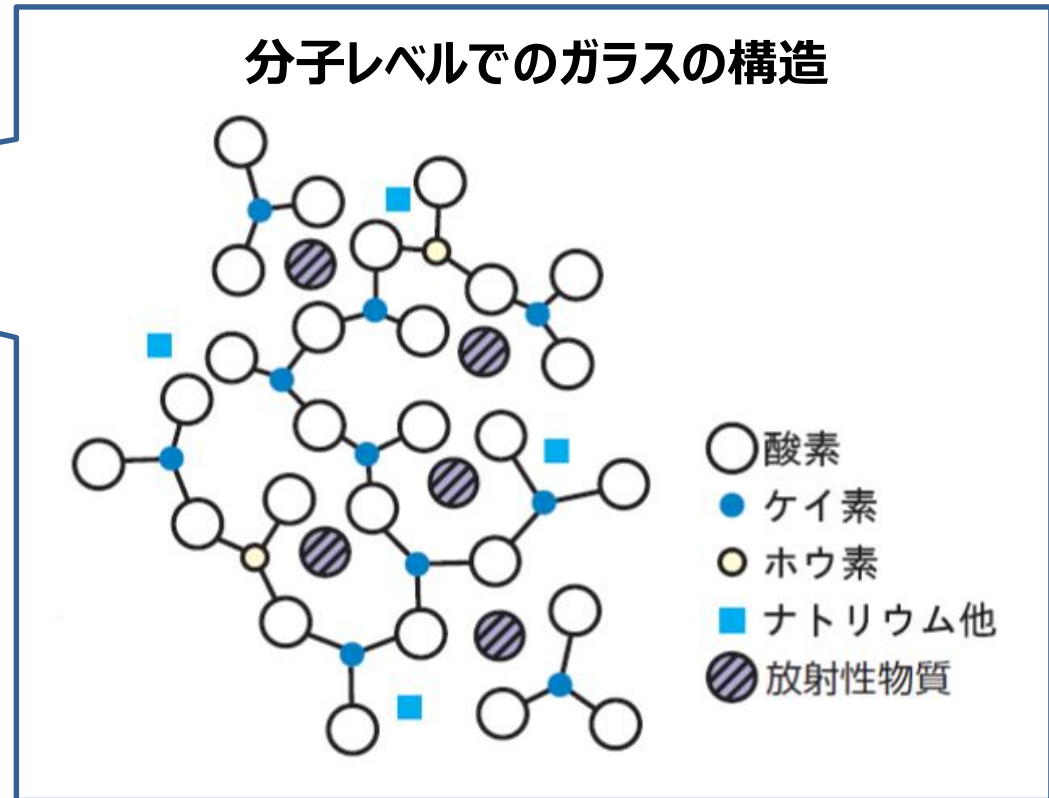 分子レベルでのガラスの構造
酸素
ケイ素
ホウ素
ナトリウム他
放射性物質